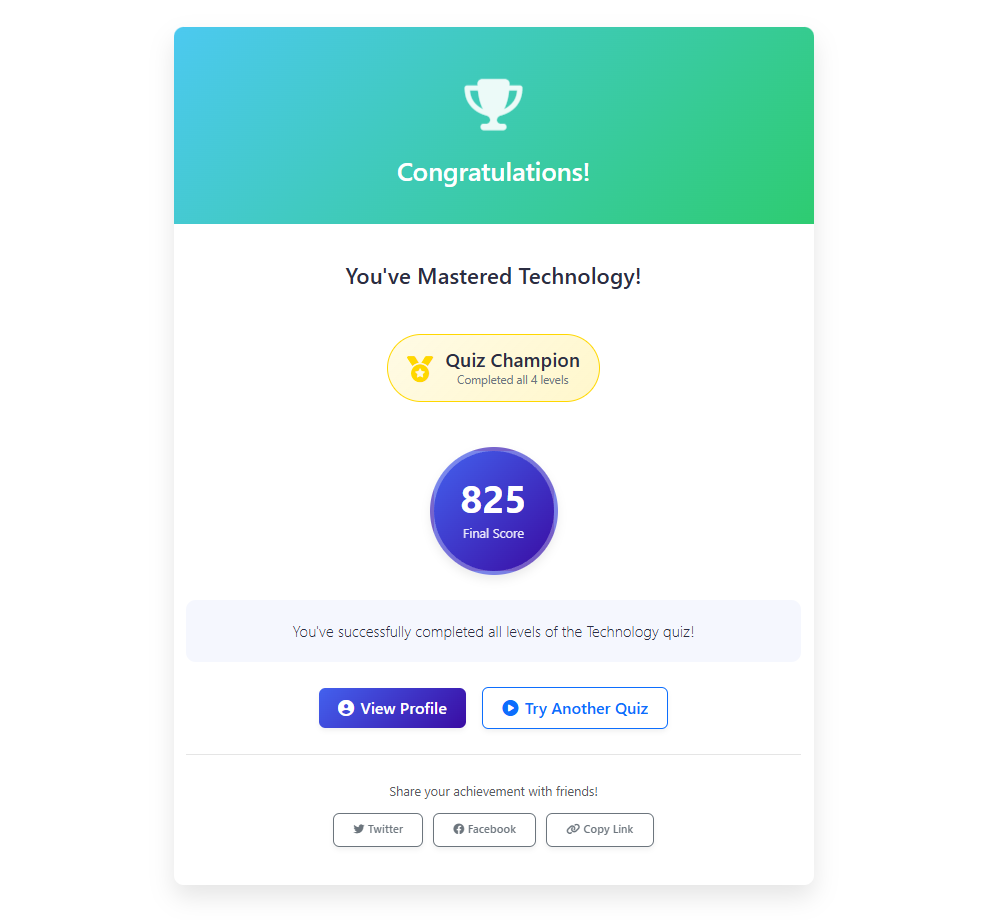 Congratulations!
You've Mastered Technology!
Quiz Champion
Completed all 4 levels
825
Final Score
You've successfully completed all levels of the Technology quiz!
View Profile
Try Another Quiz
Share your achievement with friends!
Twitter
Facebook
Copy Link